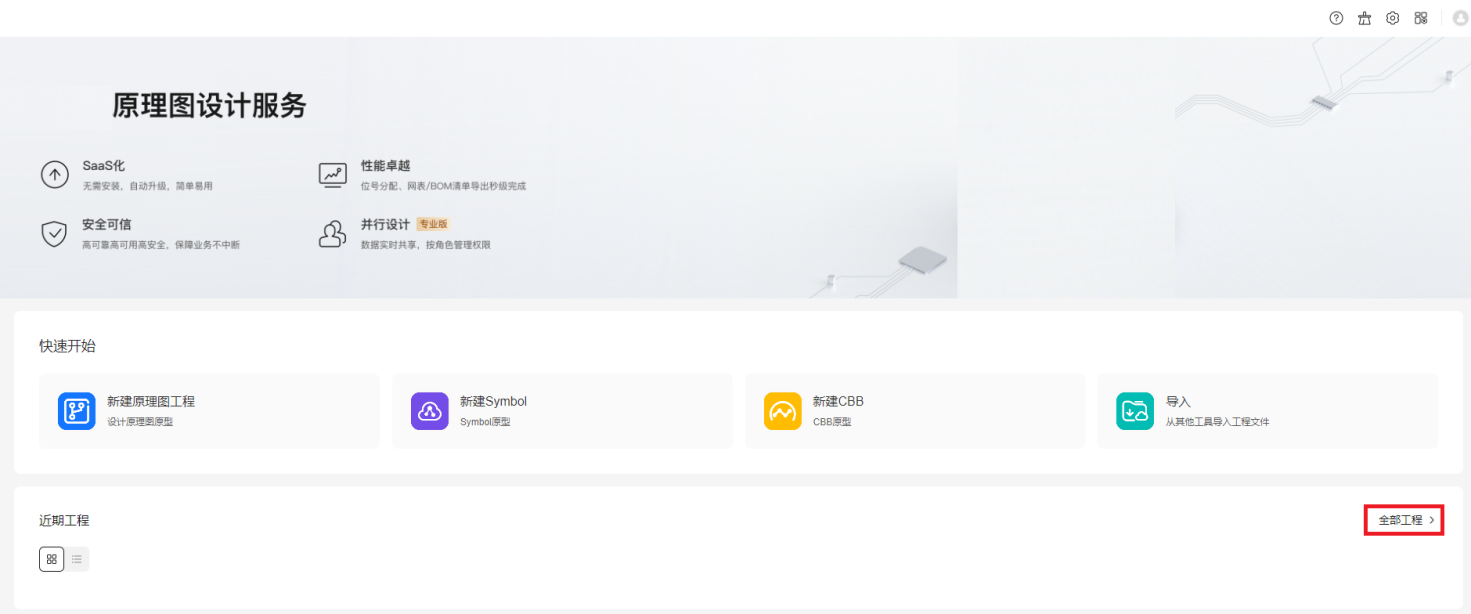 原理图设计服务
SaaS化
无需安装，自动升级，简单易用
性能卓越
位号分配、网表/BOM清单导出秒级完成
安全可信
高可靠高可用高安全，保障业务不中断
并行设计 专业版
数据实时共享，按角色管理权限
快速开始
新建原理图工程
设计原理图原型
新建Symbol
Symbol原型
新建CBB
CBB原型
导入
从其他工具导入工程文件
近期工程
全部工程